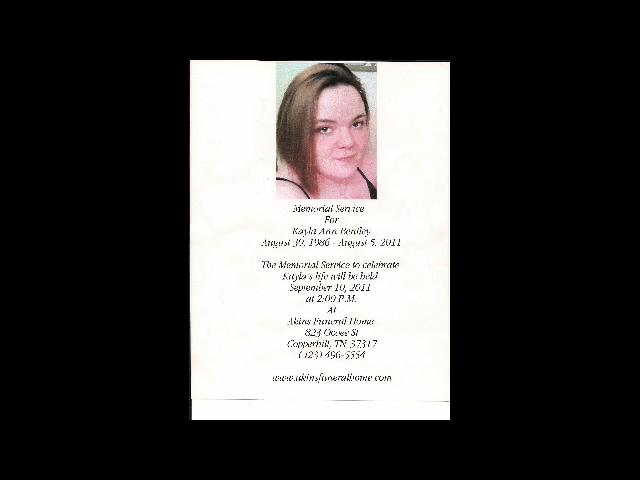 Memorial Service
For
Kayla Ann Bentley
August 30, 1986 - August 5, 2011
The Memorial Service to celebrate
Kayla's life will be held
September 10, 2011
at 2:00 P.M.
At
Akins Funeral Home
823 Ocoee St
Copperhill, TN 37317
496-5554
www.akinsfuneralhome.com